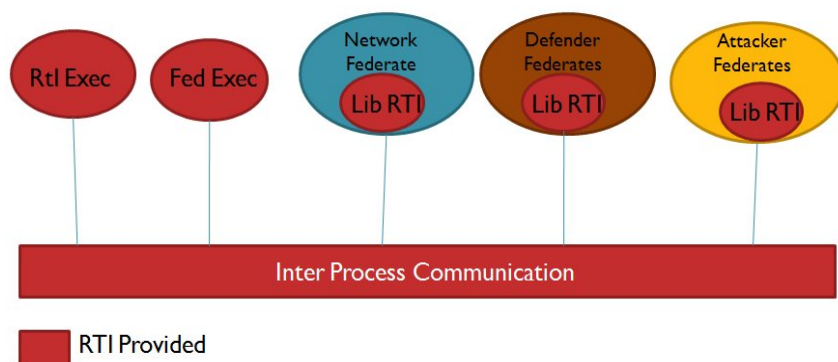 Rtl Exec
Fed Exec
Network
Federate
Lib RTI
Defender
Federates
Lib RTI
Attacker
Federates
Lib RTI
Inter Process Communication
RTI Provided